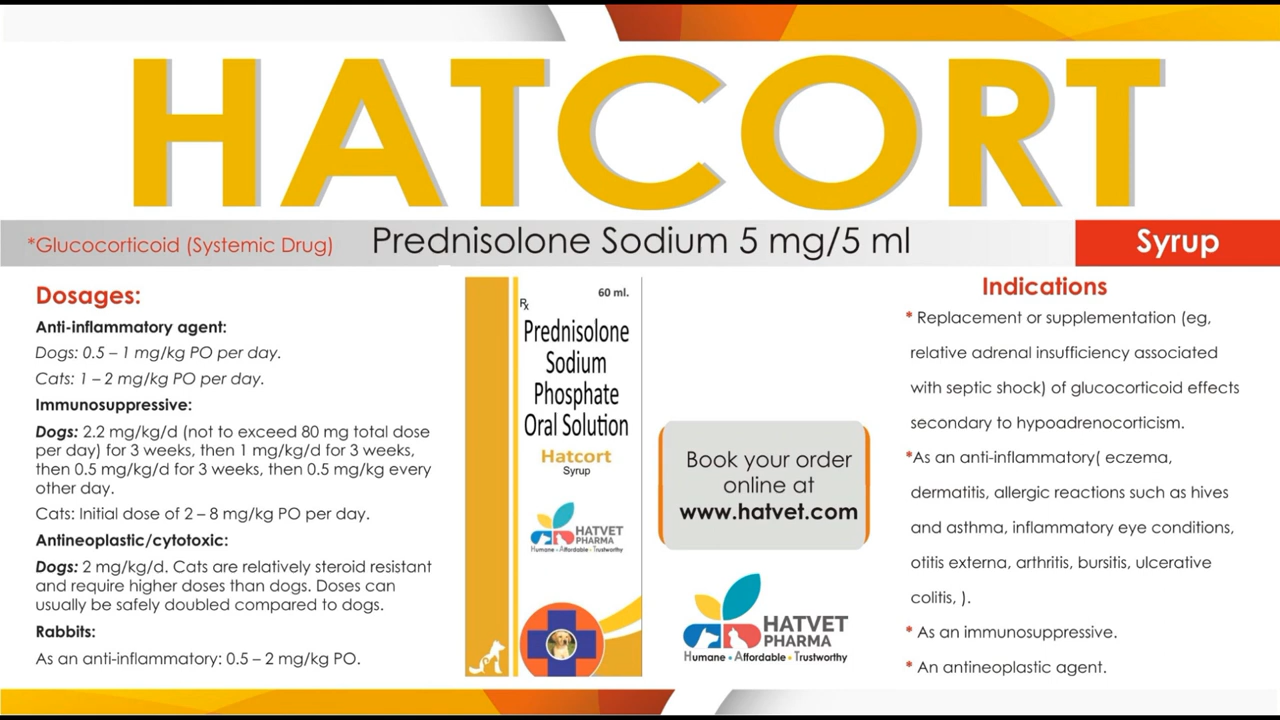 HATCORT
*Glucocorticoid (Systemic Drug)
Prednisolone Sodium 5 mg/5 ml
Syrup
Dosages:
Anti-inflammatory agent:
Dogs: 0.5 – 1 mg/kg PO per day.
Cats: 1 – 2 mg/kg PO per day.
Immunosuppressive:
Dogs: 2.2 mg/kg/d (not to exceed 80 mg total dose
per day) for 3 weeks, then 1 mg/kg/d for 3 weeks,
then 0.5 mg/kg/d for 3 weeks, then 0.5 mg/kg every
other day.
Cats: Initial dose of 2 – 8 mg/kg PO per day.
Antineoplastic/cytotoxic:
Dogs: 2 mg/kg/d. Cats are relatively steroid resistant
and require higher doses than dogs. Doses can
usually be safely doubled compared to dogs.
Rabbits:
As an anti-inflammatory: 0.5 – 2 mg/kg PO.
60 ml.
Rx
Prednisolone
Sodium
Phosphate
Oral Solution
Hatcort
Syrup
HATVET
PHARMA
Humane • Affordable • Trustworthy
Book your order
online at
www.hatvet.com
HATVET
PHARMA
Humane • Affordable • Trustworthy
Indications
* Replacement or supplementation (eg,
relative adrenal insufficiency associated
with septic shock) of glucocorticoid effects
secondary to hypoadrenocorticism.
*As an anti-inflammatory( eczema,
dermatitis, allergic reactions such as hives
and asthma, inflammatory eye conditions,
otitis externa, arthritis, bursitis, ulcerative
colitis, ).
* As an immunosuppressive.
* An antineoplastic agent.